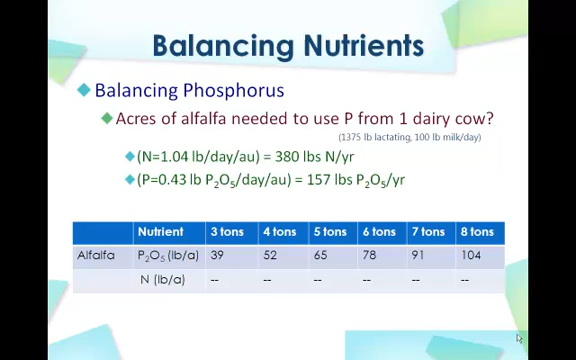 Balancing Nutrients
Balancing Phosphorus
Acres of alfalfa needed to use P from 1 dairy cow?
(1375 lb lactating, 100 lb milk/day)
(N=1.04 lb/day/au) = 380 lbs N/yr
(P=0.43 lb P₂O₅/day/au) = 157 lbs P₂O₅/yr
Nutrient 3 tons 4 tons 5 tons 6 tons 7 tons 8 tons
Alfalfa P₂O₅ (lb/a) 39 52 65 78 91 104
N (lb/a) -- -- -- -- -- --